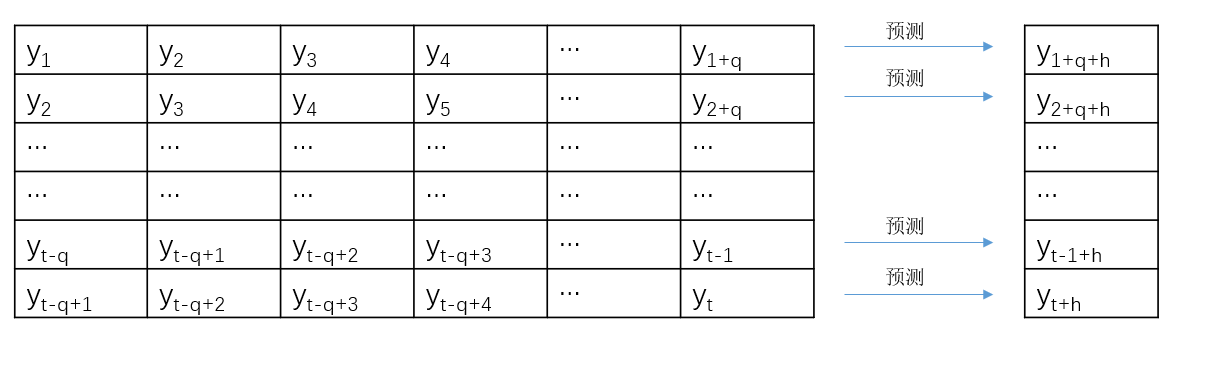 y1 y2 y3 y4 ... y1+q 预测 y1+q+h
y2 y3 y4 y5 ... y2+q 预测 y2+q+h
... ... ... ... ... ... ...
... ... ... ... ... ... ...
yt-q yt-q+1 yt-q+2 yt-q+3 ... yt-1 预测 yt-1+h
yt-q+1 yt-q+2 yt-q+3 yt-q+4 ... yt 预测 yt+h